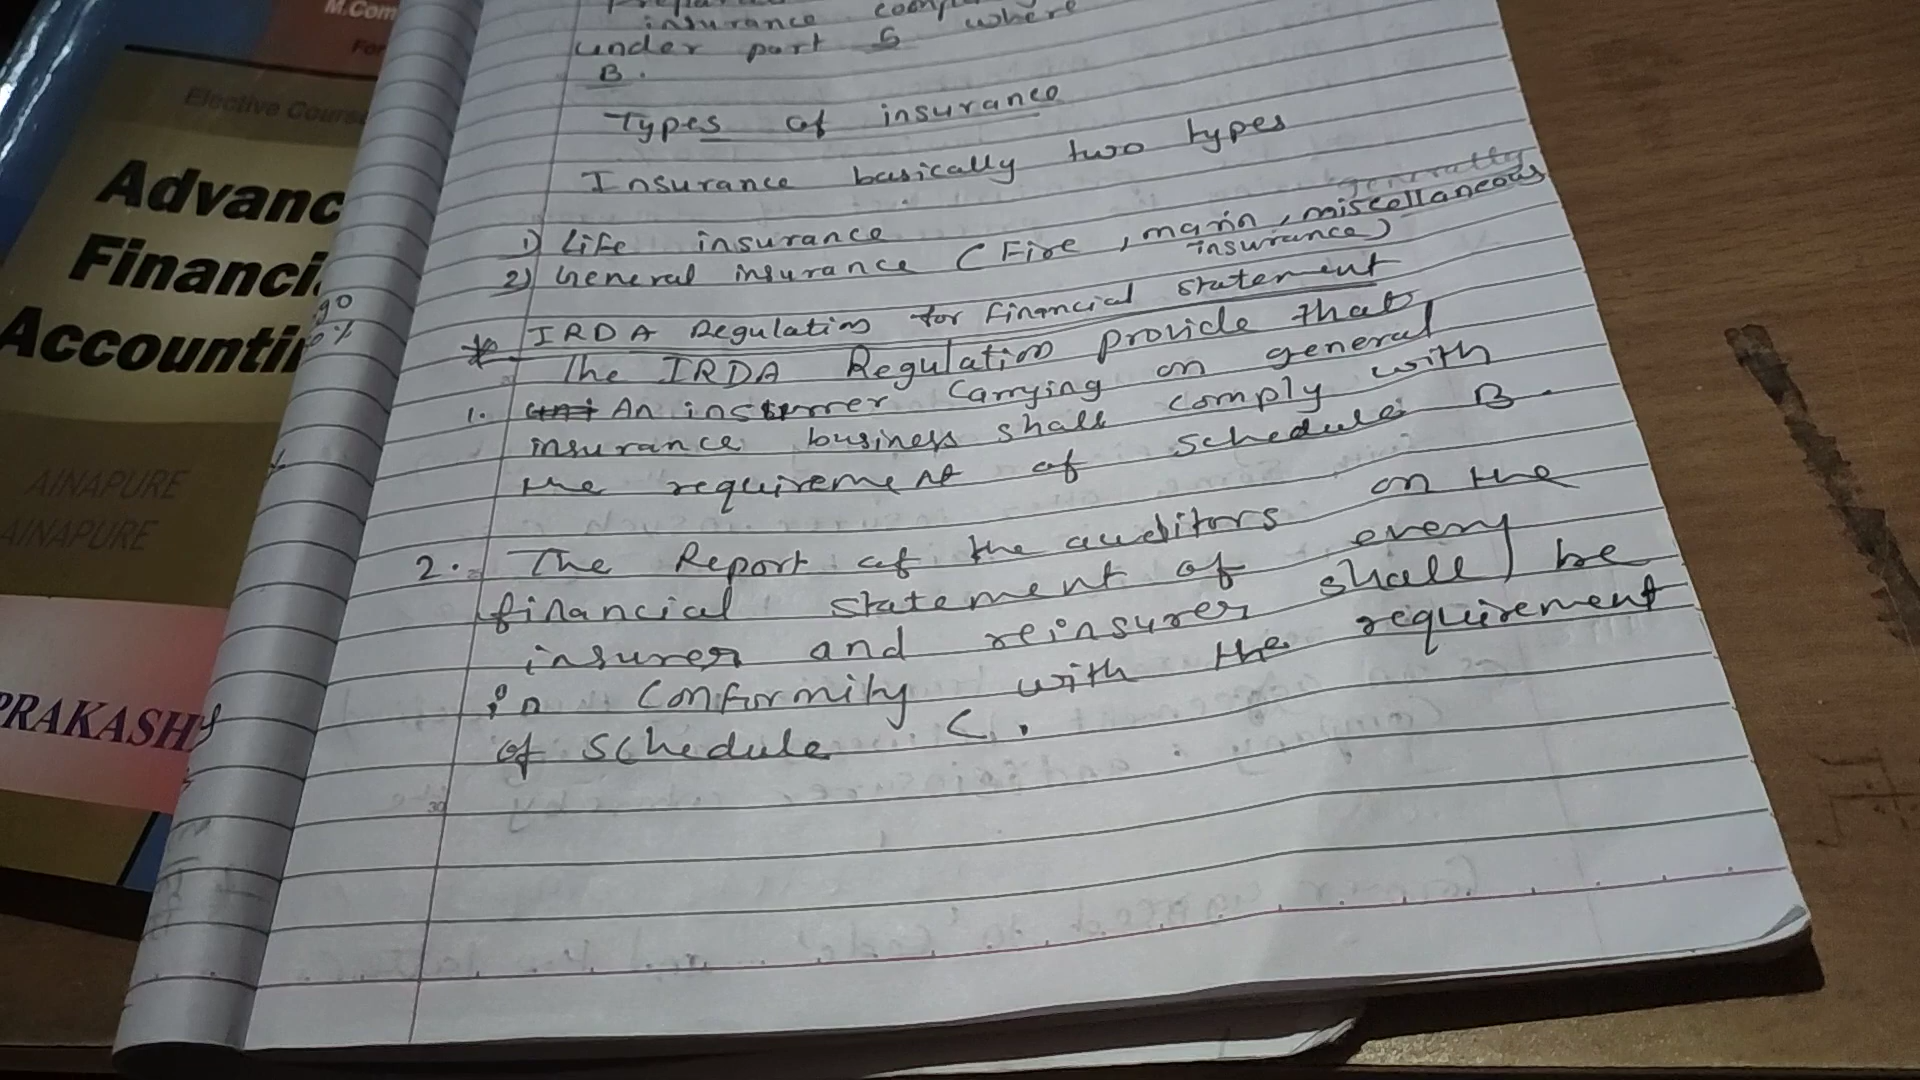 M.Com
For
Elective Course
Advanc
Financi
Accountin
AINAPURE
AINAPURE
PRAKASH
insurance
under part S where
B.
Types of insurance
Insurance basically two types
generally
1) Life insurance
2) General insurance (Fire, marin, miscellaneous
insurance)
IRDA Regulation for financial statement
The IRDA Regulation provide that
1. An insurrer Carrying on general
insurance business shall comply with
the requirement of schedule B.
2. The Report of the auditors on the
financial statement of every
insurer and reinsurer shall be
in conformity with the requirement
of schedule C.
30